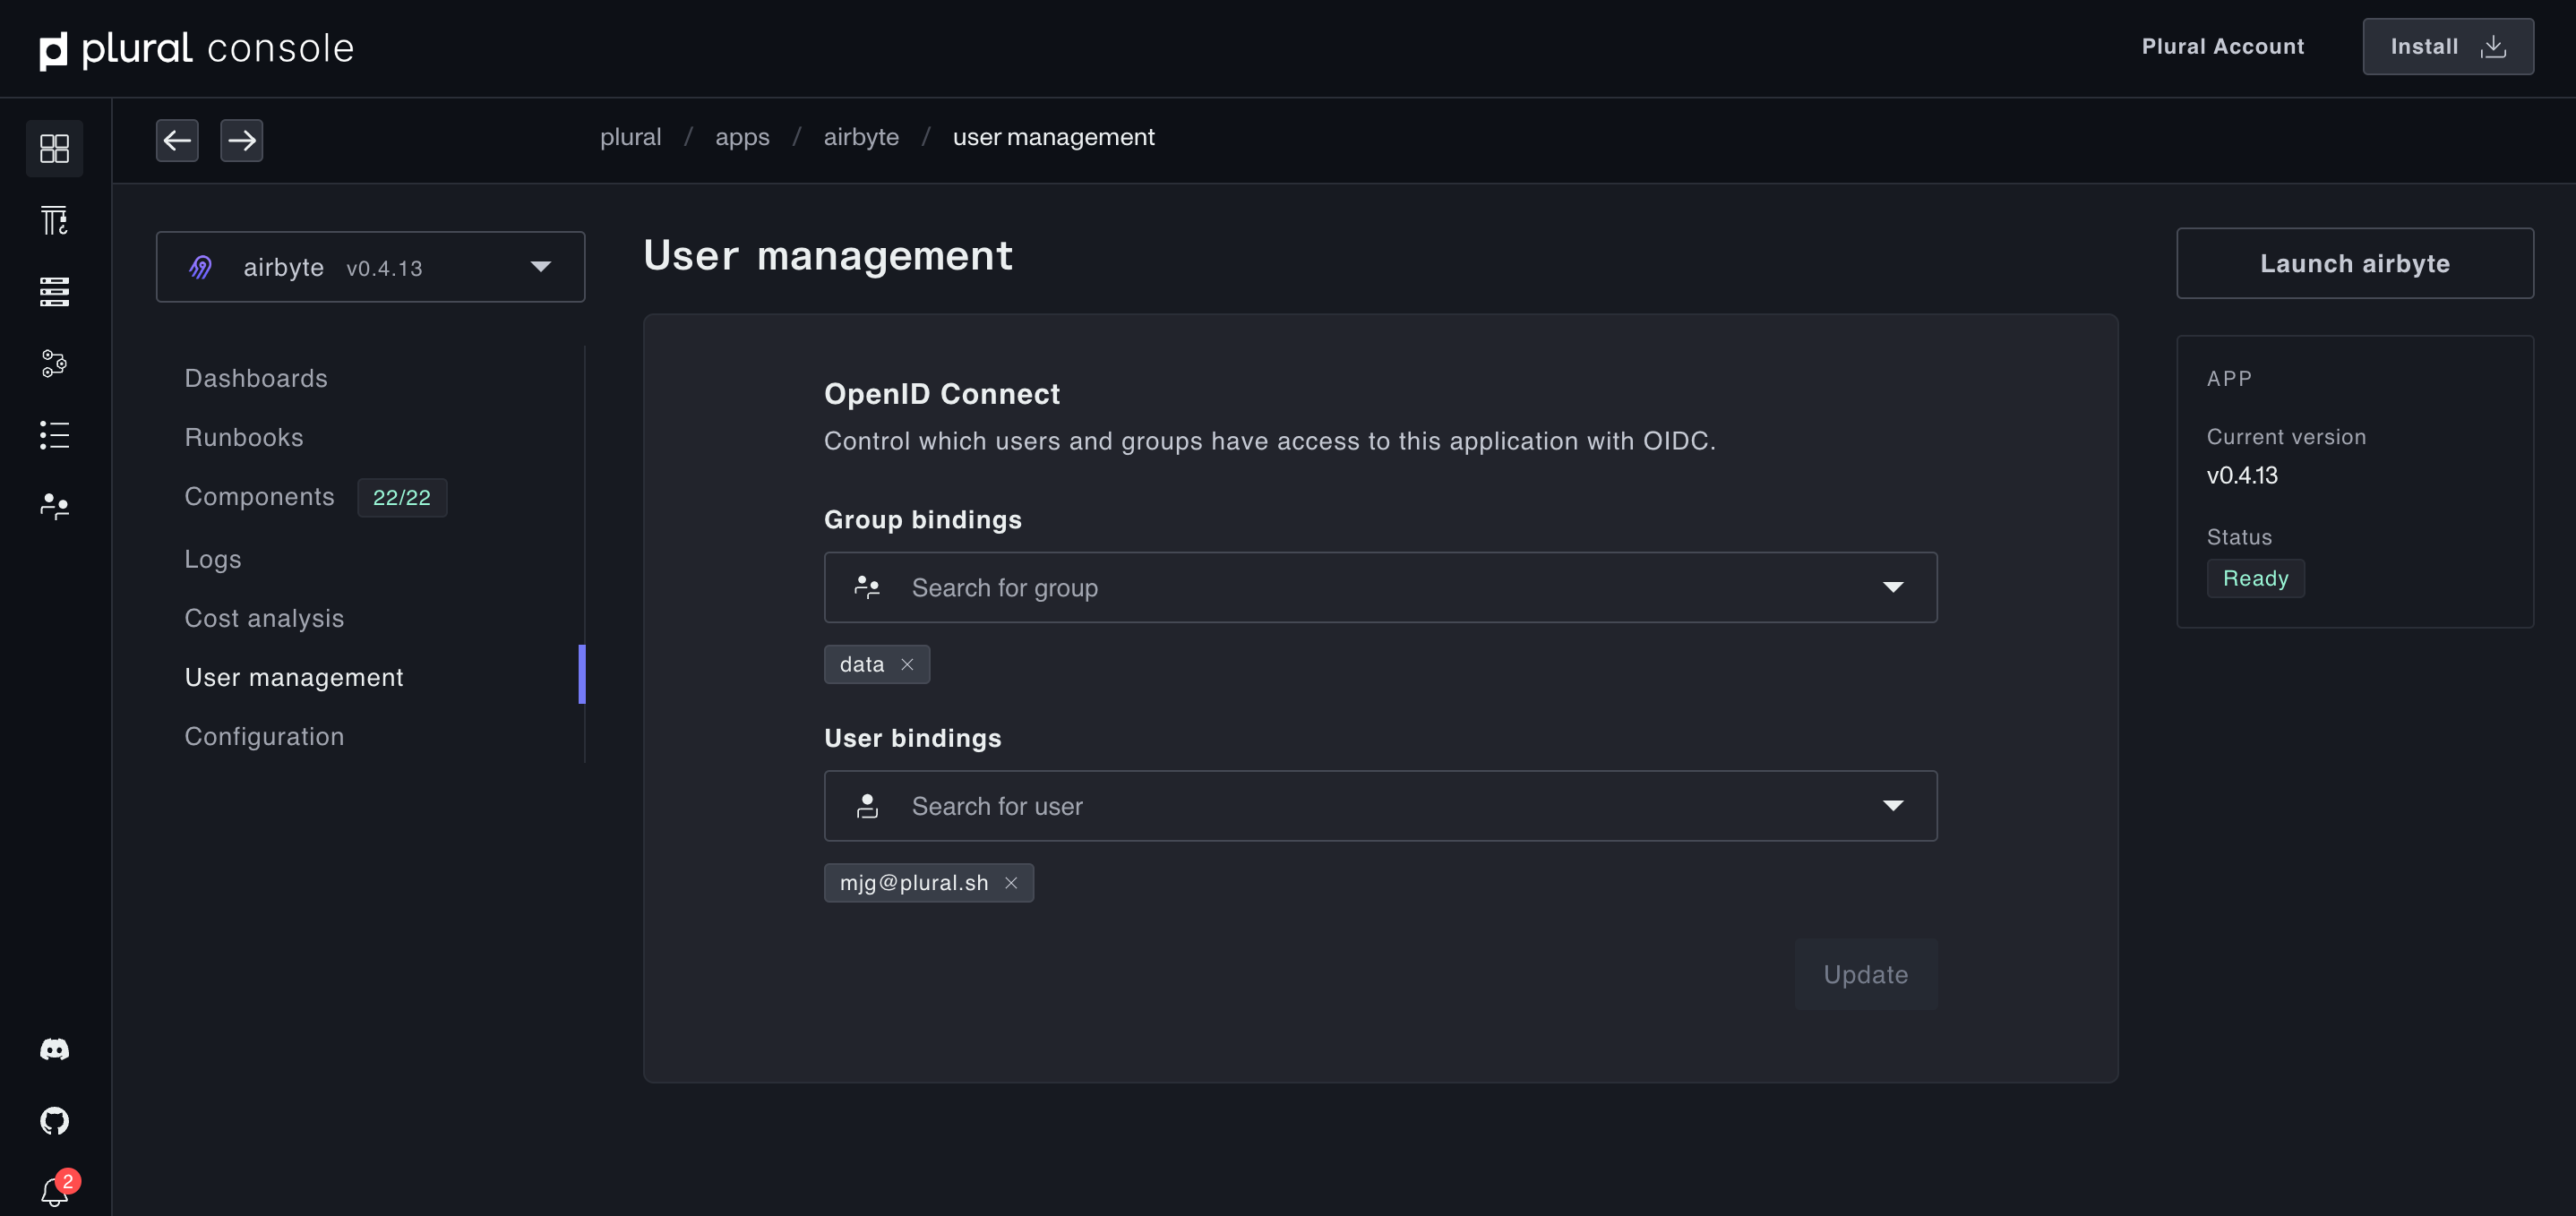 plural console
Plural Account
Install
plural / apps / airbyte / user management
airbyte v0.4.13
Dashboards
Runbooks
Components 22/22
Logs
Cost analysis
User management
Configuration
User management
OpenID Connect
Control which users and groups have access to this application with OIDC.
Group bindings
Search for group
data
User bindings
Search for user
mjg@plural.sh
Update
Launch airbyte
APP
Current version
v0.4.13
Status
Ready
2